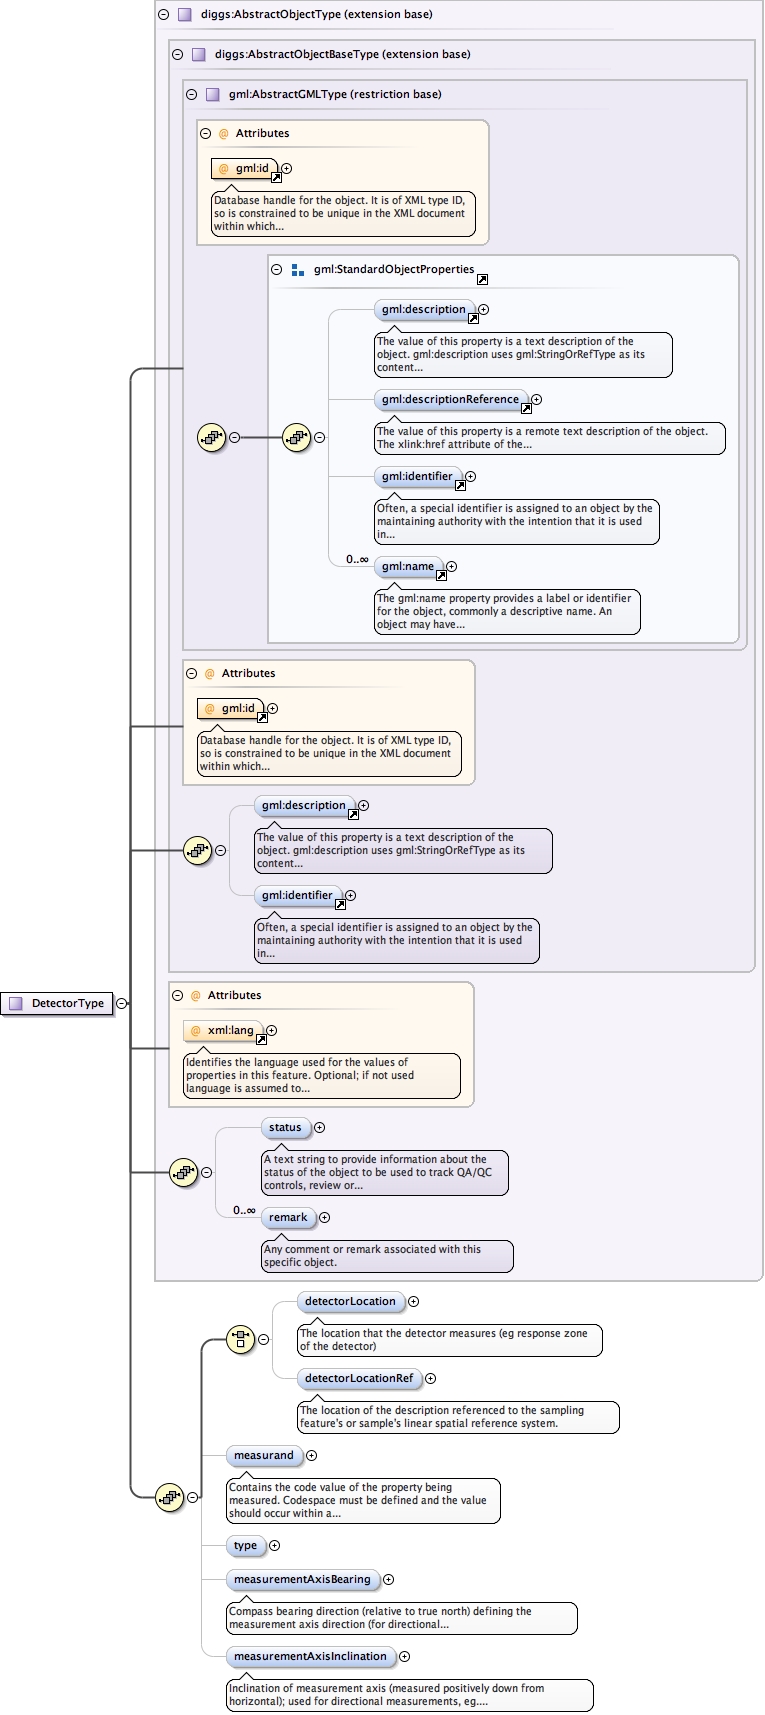 diggs:AbstractObjectType (extension base)
diggs:AbstractObjectBaseType (extension base)
gml:AbstractGMLType (restriction base)
@ Attributes
@ gml:id
Database handle for the object. It is of XML type ID,
so is constrained to be unique in the XML document
within which...
gml:StandardObjectProperties
gml:description
The value of this property is a text description of the
object. gml:description uses gml:StringOrRefType as its
content...
gml:descriptionReference
The value of this property is a remote text description of the object.
The xlink:href attribute of the...
gml:identifier
Often, a special identifier is assigned to an object by the
maintaining authority with the intention that it is used
in...
0..∞
gml:name
The gml:name property provides a label or identifier
for the object, commonly a descriptive name. An
object may have...
@ Attributes
@ gml:id
Database handle for the object. It is of XML type ID,
so is constrained to be unique in the XML document
within which...
gml:description
The value of this property is a text description of the
object. gml:description uses gml:StringOrRefType as its
content...
gml:identifier
Often, a special identifier is assigned to an object by the
maintaining authority with the intention that it is used
in...
DetectorType
@ Attributes
@ xml:lang
Identifies the language used for the values of
properties in this feature. Optional; if not used
language is assumed to...
status
A text string to provide information about the
status of the object to be used to track QA/QC
controls, review or...
0..∞
remark
Any comment or remark associated with this
specific object.
detectorLocation
The location that the detector measures (eg response zone
of the detector)
detectorLocationRef
The location of the description referenced to the sampling
feature's or sample's linear spatial reference system.
measurand
Contains the code value of the property being
measured. Codespace must be defined and the value
should occur within a...
type
measurementAxisBearing
Compass bearing direction (relative to true north) defining the
measurement axis direction (for directional...
measurementAxisInclination
Inclination of measurement axis (measured positively down from
horizontal); used for directional measurements, eg....